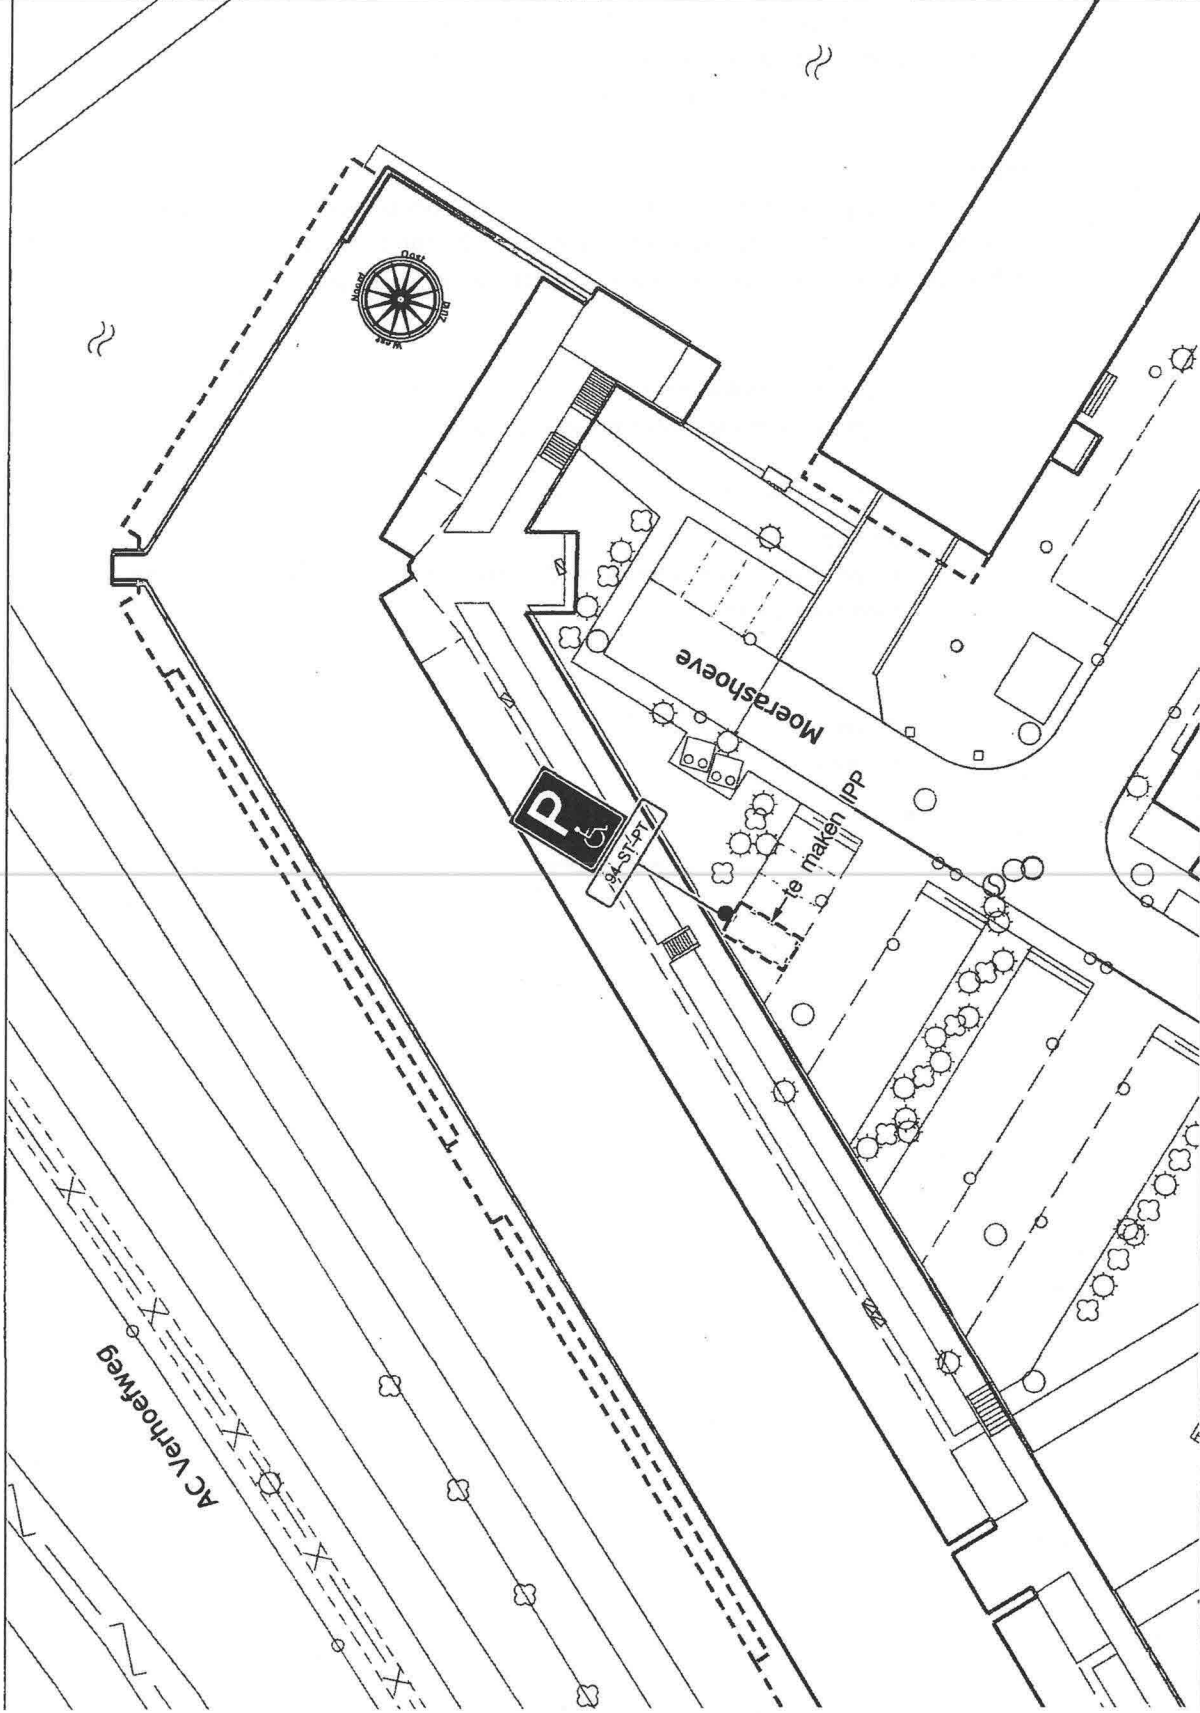 Noord
Oost
Zuid
West
Moerashoeve
P
94-ST-PT
te maken IPP
AC Verhoefweg